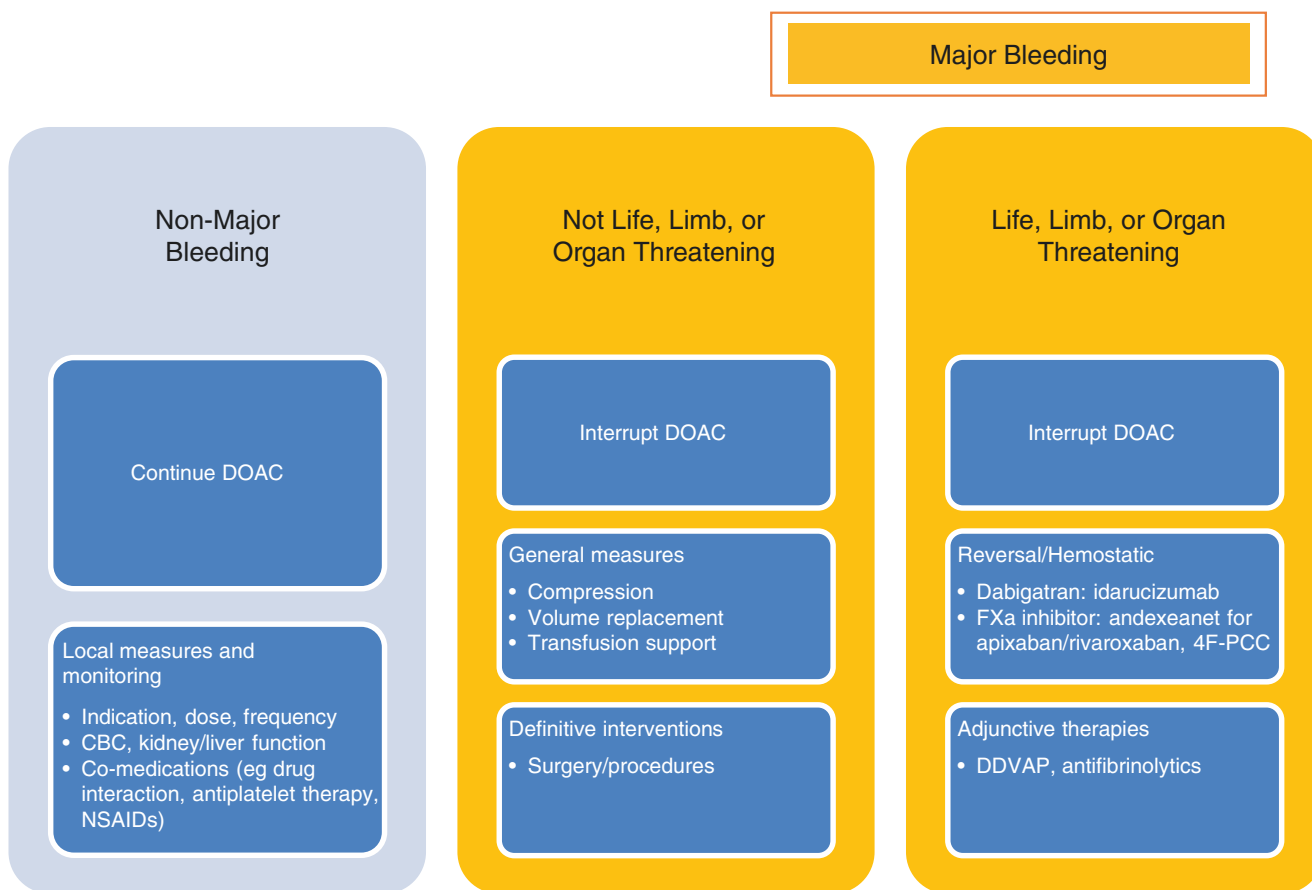 Major Bleeding
Non-Major
Bleeding
Continue DOAC
Local measures and
monitoring
• Indication, dose, frequency
• CBC, kidney/liver function
• Co-medications (eg drug
interaction, antiplatelet therapy,
NSAIDs)
Not Life, Limb, or
Organ Threatening
Interrupt DOAC
General measures
• Compression
• Volume replacement
• Transfusion support
Definitive interventions
• Surgery/procedures
Life, Limb, or Organ
Threatening
Interrupt DOAC
Reversal/Hemostatic
• Dabigatran: idarucizumab
• FXa inhibitor: andexeanet for
apixaban/rivaroxaban, 4F-PCC
Adjunctive therapies
• DDVAP, antifibrinolytics